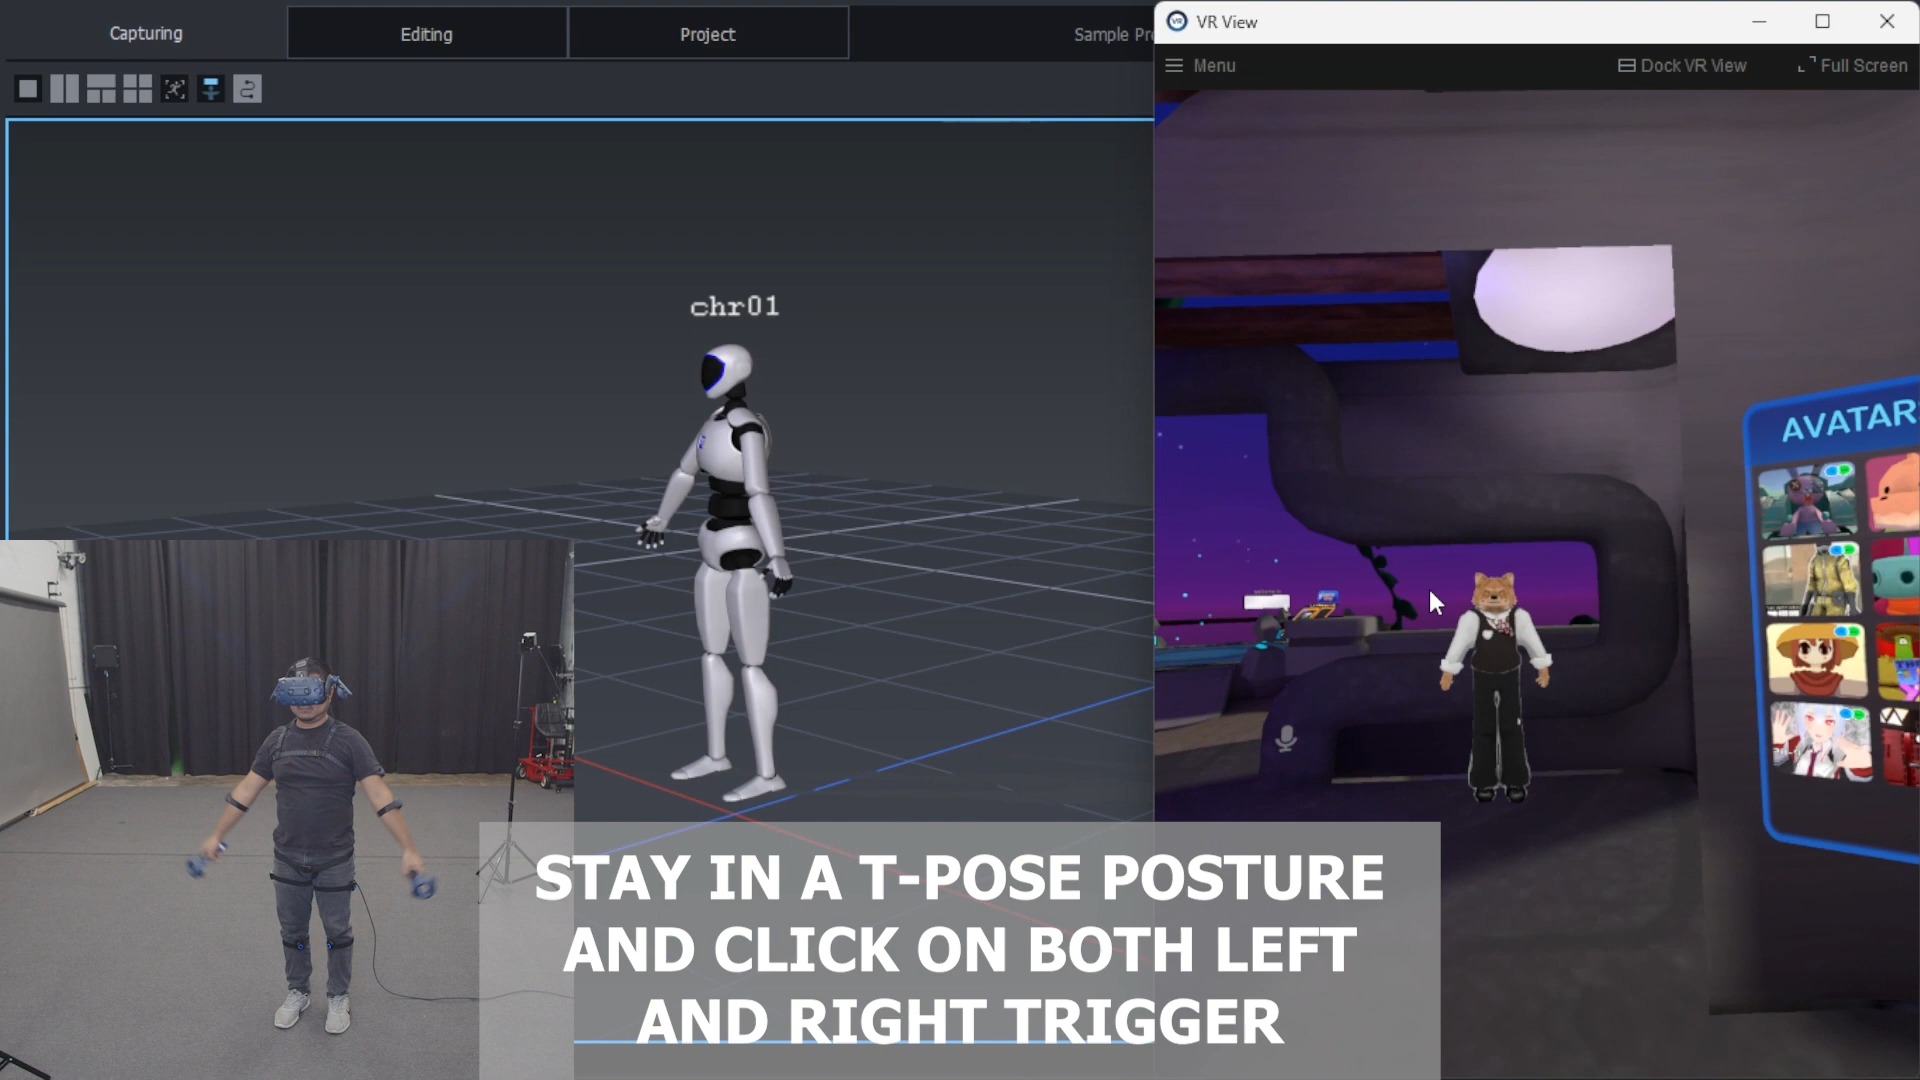 Capturing
Editing
Project
Sample Pr
VR View
Menu
Dock VR View
Full Screen
chr01
AVATAR
STAY IN A T-POSE POSTURE
AND CLICK ON BOTH LEFT
AND RIGHT TRIGGER